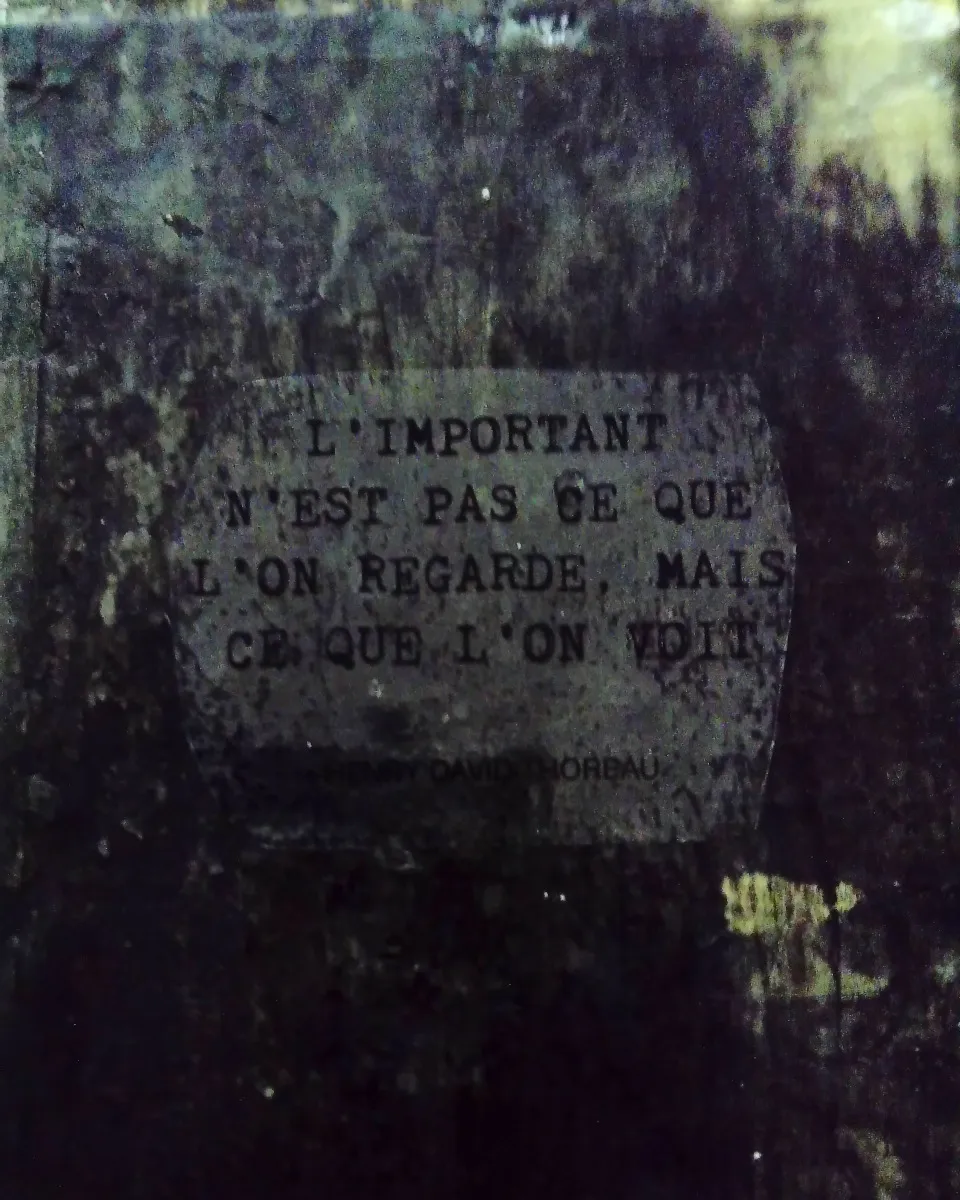 L'IMPORTANT
N'EST PAS CE QUE
L'ON REGARDE, MAIS
CE QUE L'ON VOIT
HENRY DAVID THOREAU